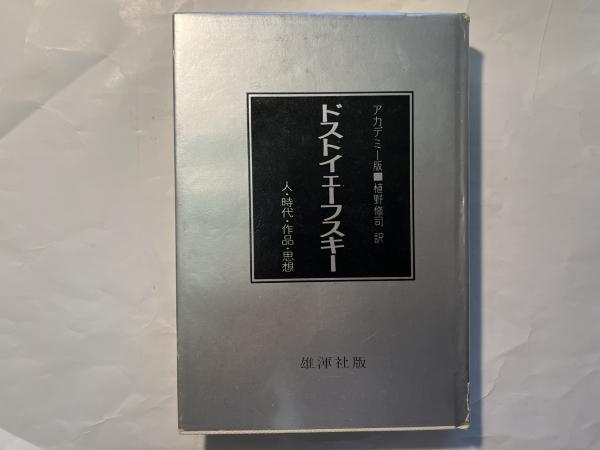 アカデミー版■植野修司 訳
ドストイェーフスキー
人・時代・作品・思想
雄渾社版